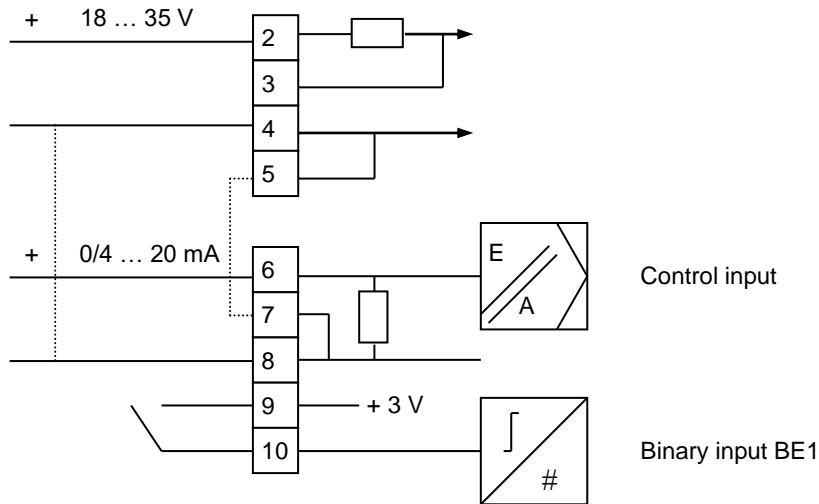 + 18 … 35 V
2
3
4
5
+ 0/4 … 20 mA
6
7
8
9
10
E
A
Control input
+ 3 V
#
Binary input BE1